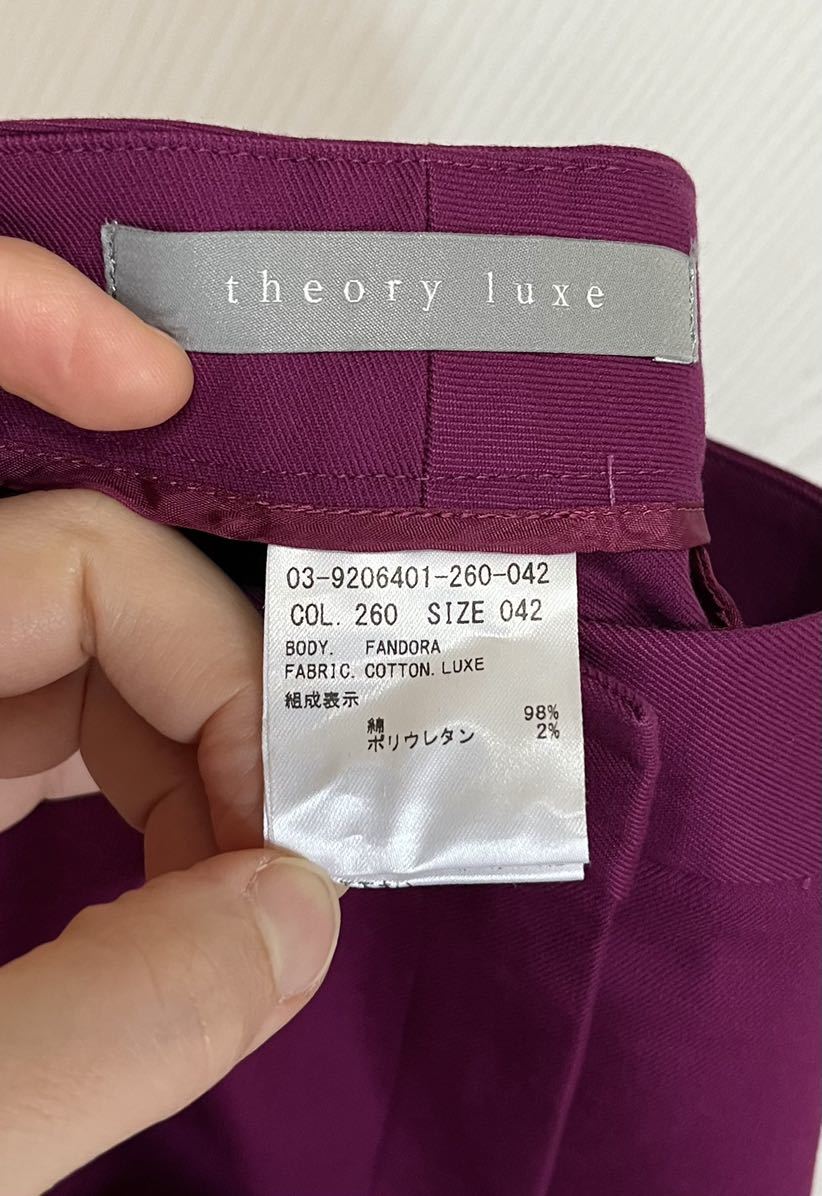 theory luxe
03-9206401-260-042
COL. 260 SIZE 042
BODY. FANDORA
FABRIC. COTTON. LUXE
組成表示
綿 98%
ポリウレタン 2%